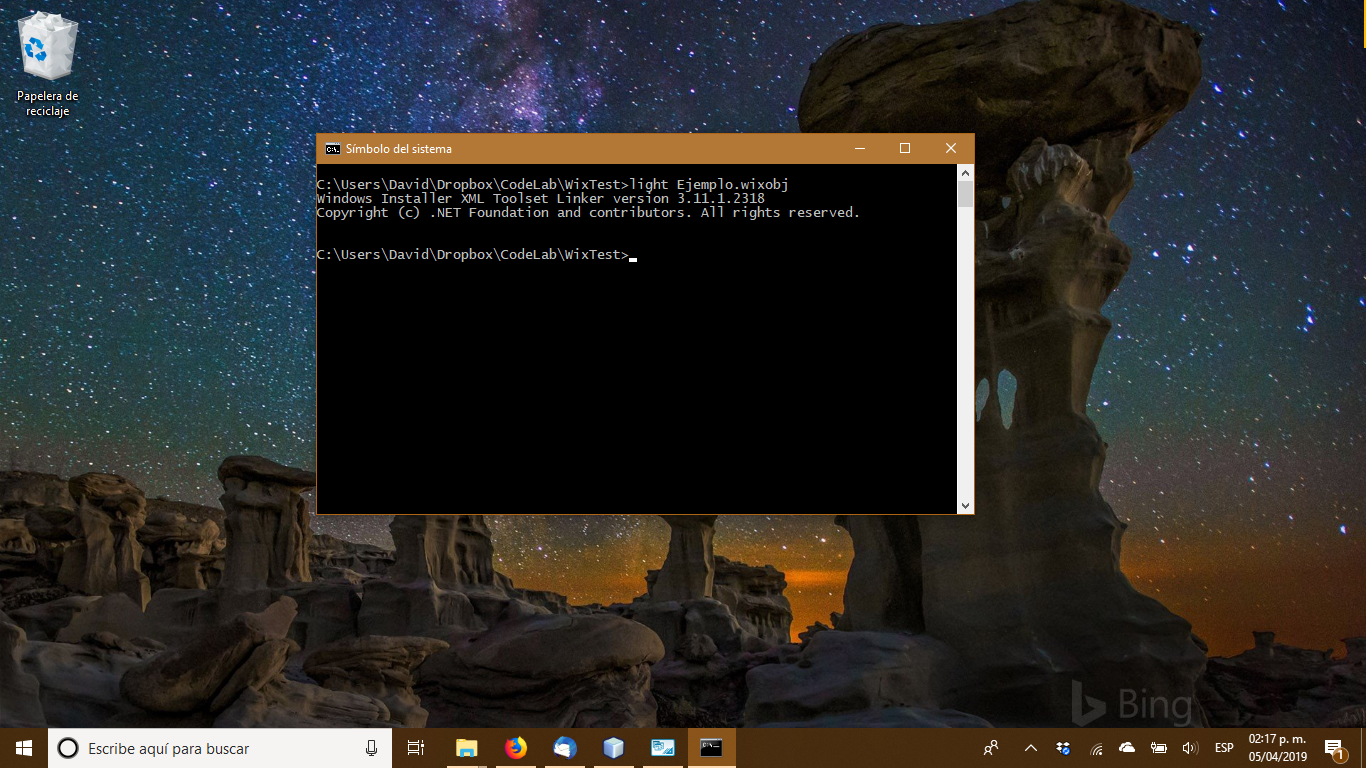 Papelera de
reciclaje
Símbolo del sistema
C:\Users\David\Dropbox\CodeLab\WixTest>light Ejemplo.wixobj
Windows Installer XML Toolset Linker version 3.11.1.2318
Copyright (c) .NET Foundation and contributors. All rights reserved.
C:\Users\David\Dropbox\CodeLab\WixTest>
Bing
Escribe aquí para buscar
ESP
02:17 p. m.
05/04/2019
1